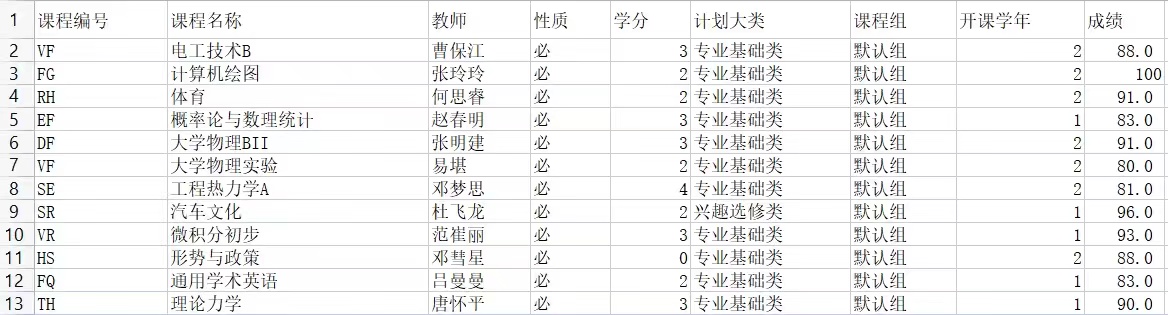 1 课程编号 课程名称 教师 性质 学分 计划大类 课程组 开课学年 成绩
2 VF 电工技术B 曹保江 必 3 专业基础类 默认组 2 88.0
3 FG 计算机绘图 张玲玲 必 2 专业基础类 默认组 2 100
4 RH 体育 何思睿 必 2 专业基础类 默认组 2 91.0
5 EF 概率论与数理统计 赵春明 必 3 专业基础类 默认组 1 83.0
6 DF 大学物理BII 张明建 必 3 专业基础类 默认组 2 91.0
7 VF 大学物理实验 易堪 必 2 专业基础类 默认组 2 80.0
8 SE 工程热力学A 邓梦思 必 4 专业基础类 默认组 2 81.0
9 SR 汽车文化 杜飞龙 必 2 兴趣选修类 默认组 1 96.0
10 VR 微积分初步 范崔丽 必 3 专业基础类 默认组 1 93.0
11 HS 形势与政策 邓彗星 必 0 专业基础类 默认组 2 88.0
12 FQ 通用学术英语 吕曼曼 必 2 专业基础类 默认组 1 83.0
13 TH 理论力学 唐怀平 必 3 专业基础类 默认组 1 90.0